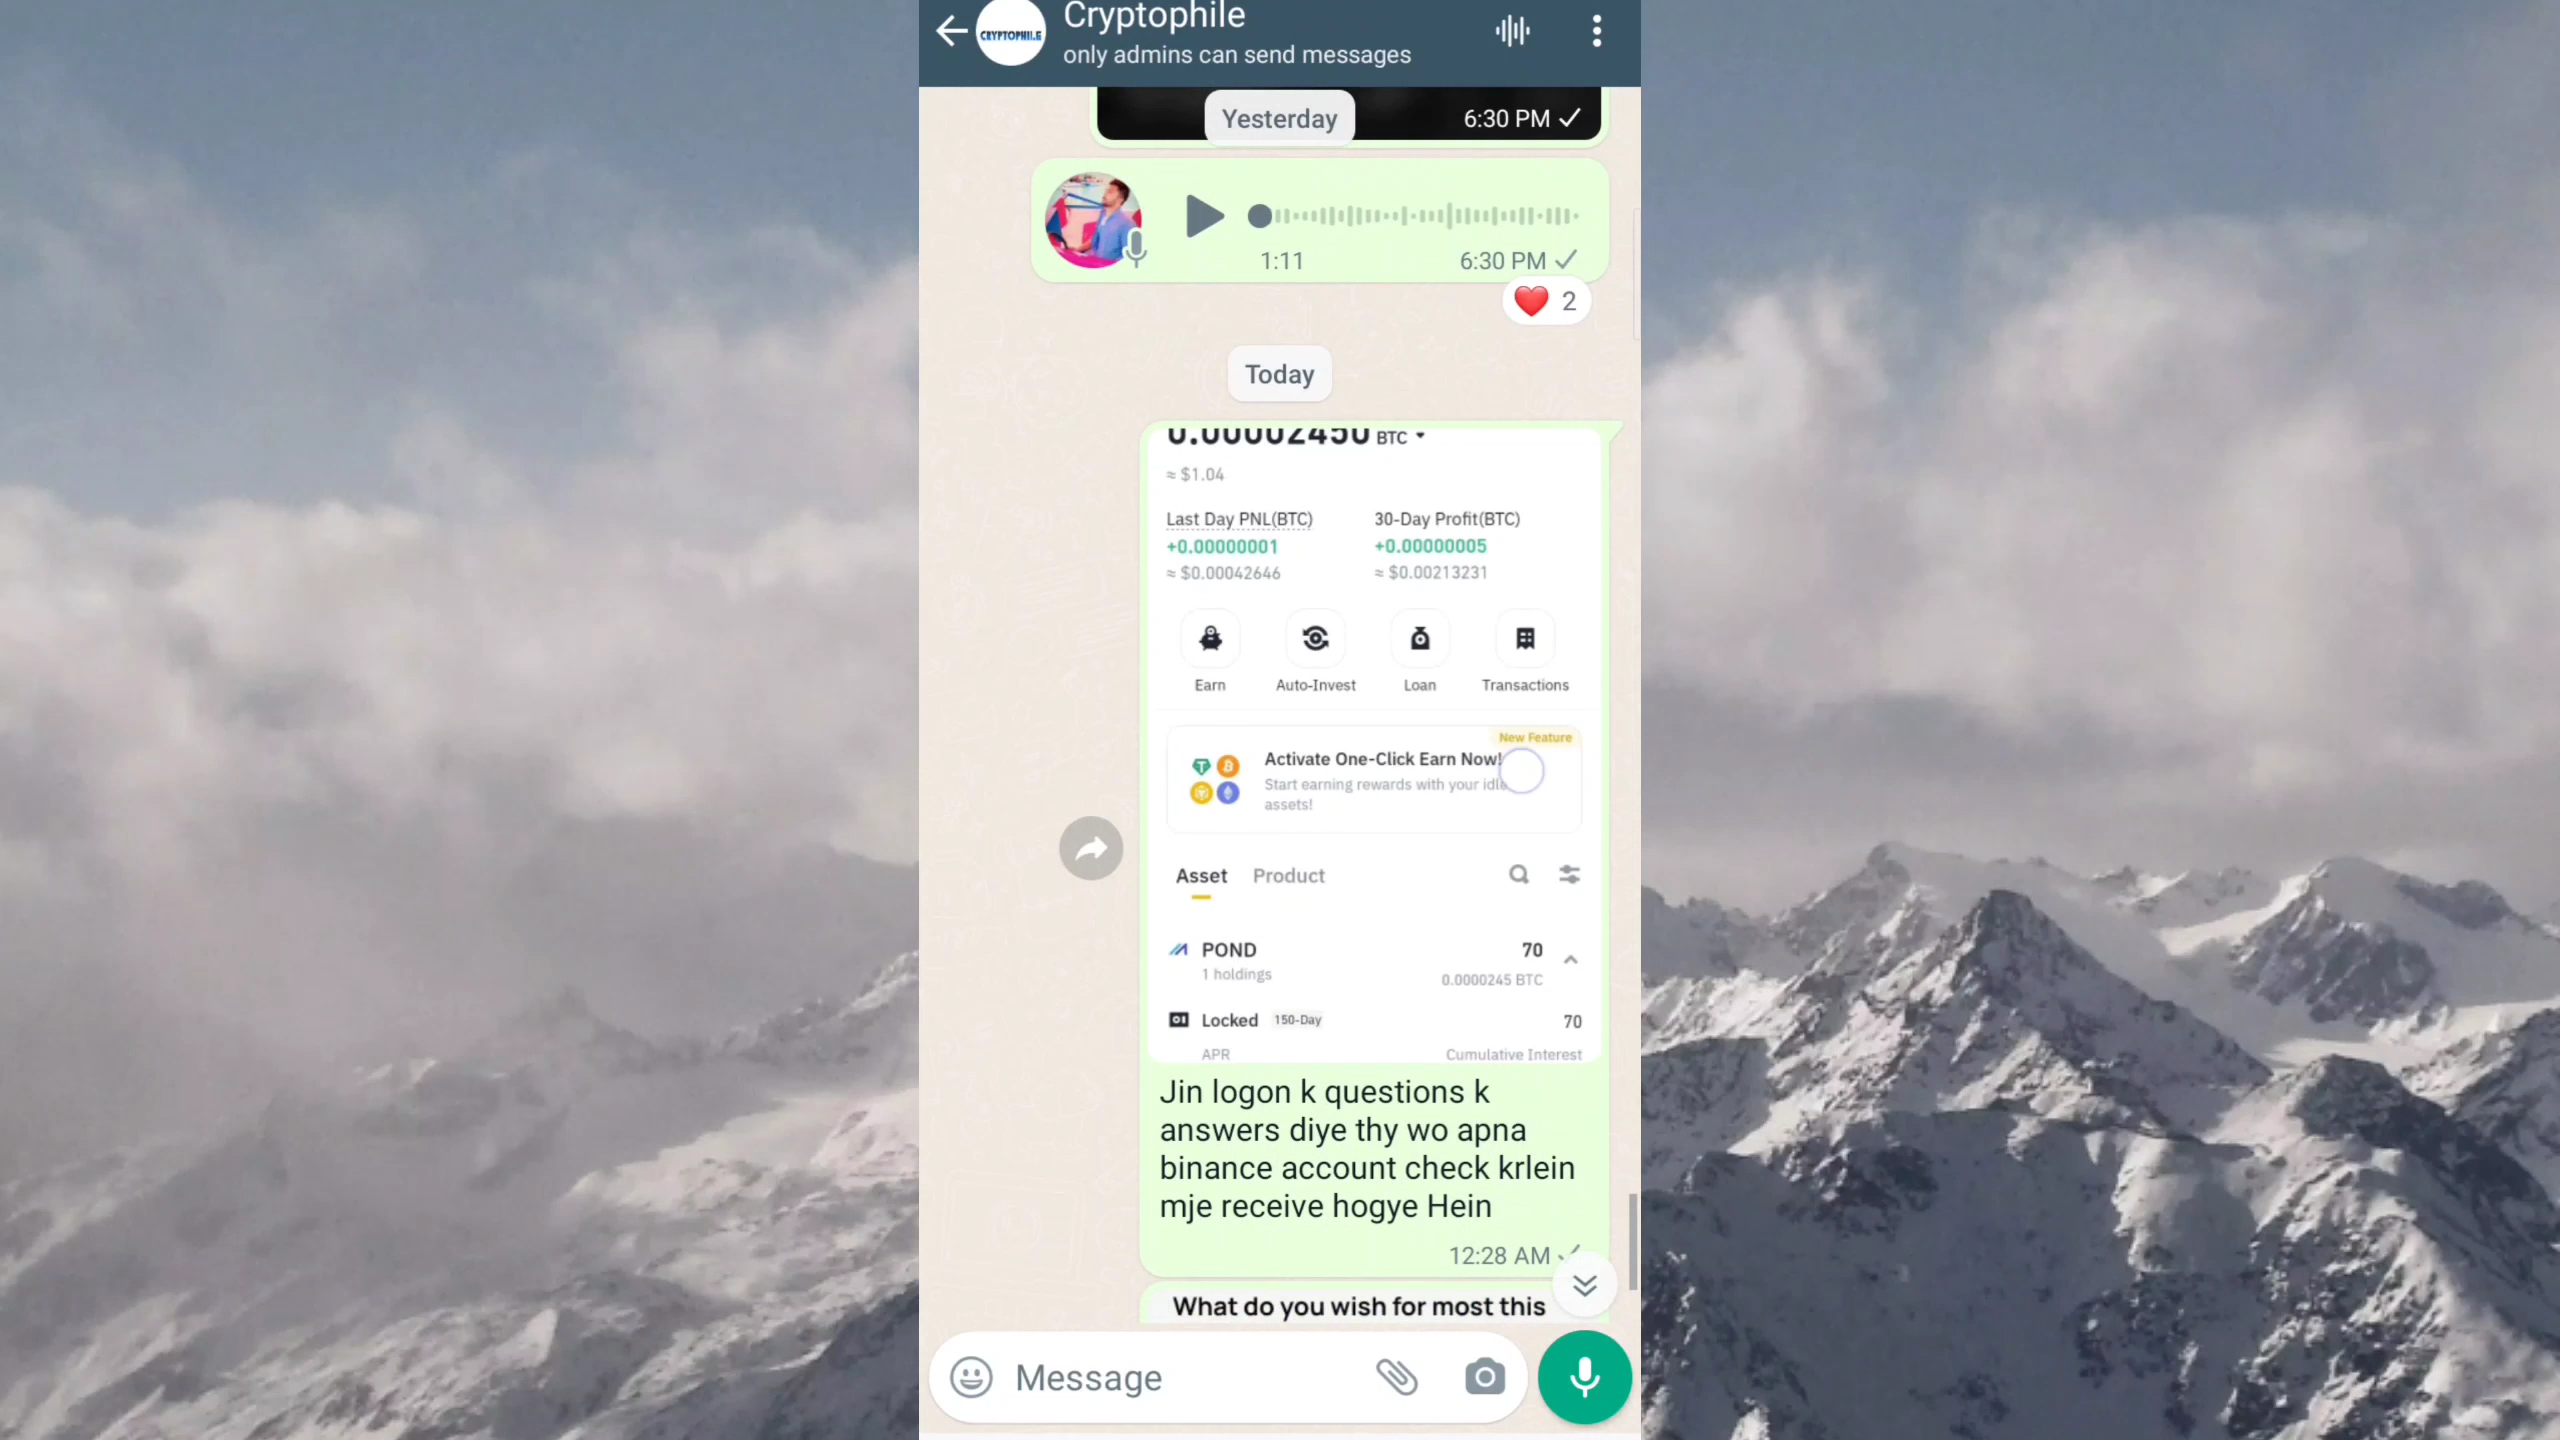 Cryptophile
CRYPTOPHILE
only admins can send messages
Yesterday
6:30 PM
1:11
6:30 PM
2
Today
0.00002450 BTC
≈ $1.04
Last Day PNL(BTC)
30-Day Profit(BTC)
+0.00000001
+0.00000005
≈ $0.00042646
≈ $0.00213231
Earn
Auto-Invest
Loan
Transactions
New Feature
Activate One-Click Earn Now!
Start earning rewards with your idle
assets!
Asset
Product
POND
70
1 holdings
0.0000245 BTC
Locked
150-Day
70
APR
Cumulative Interest
Jin logon k questions k
answers diye thy wo apna
binance account check krlein
mje receive hogye Hein
12:28 AM
What do you wish for most this
Message